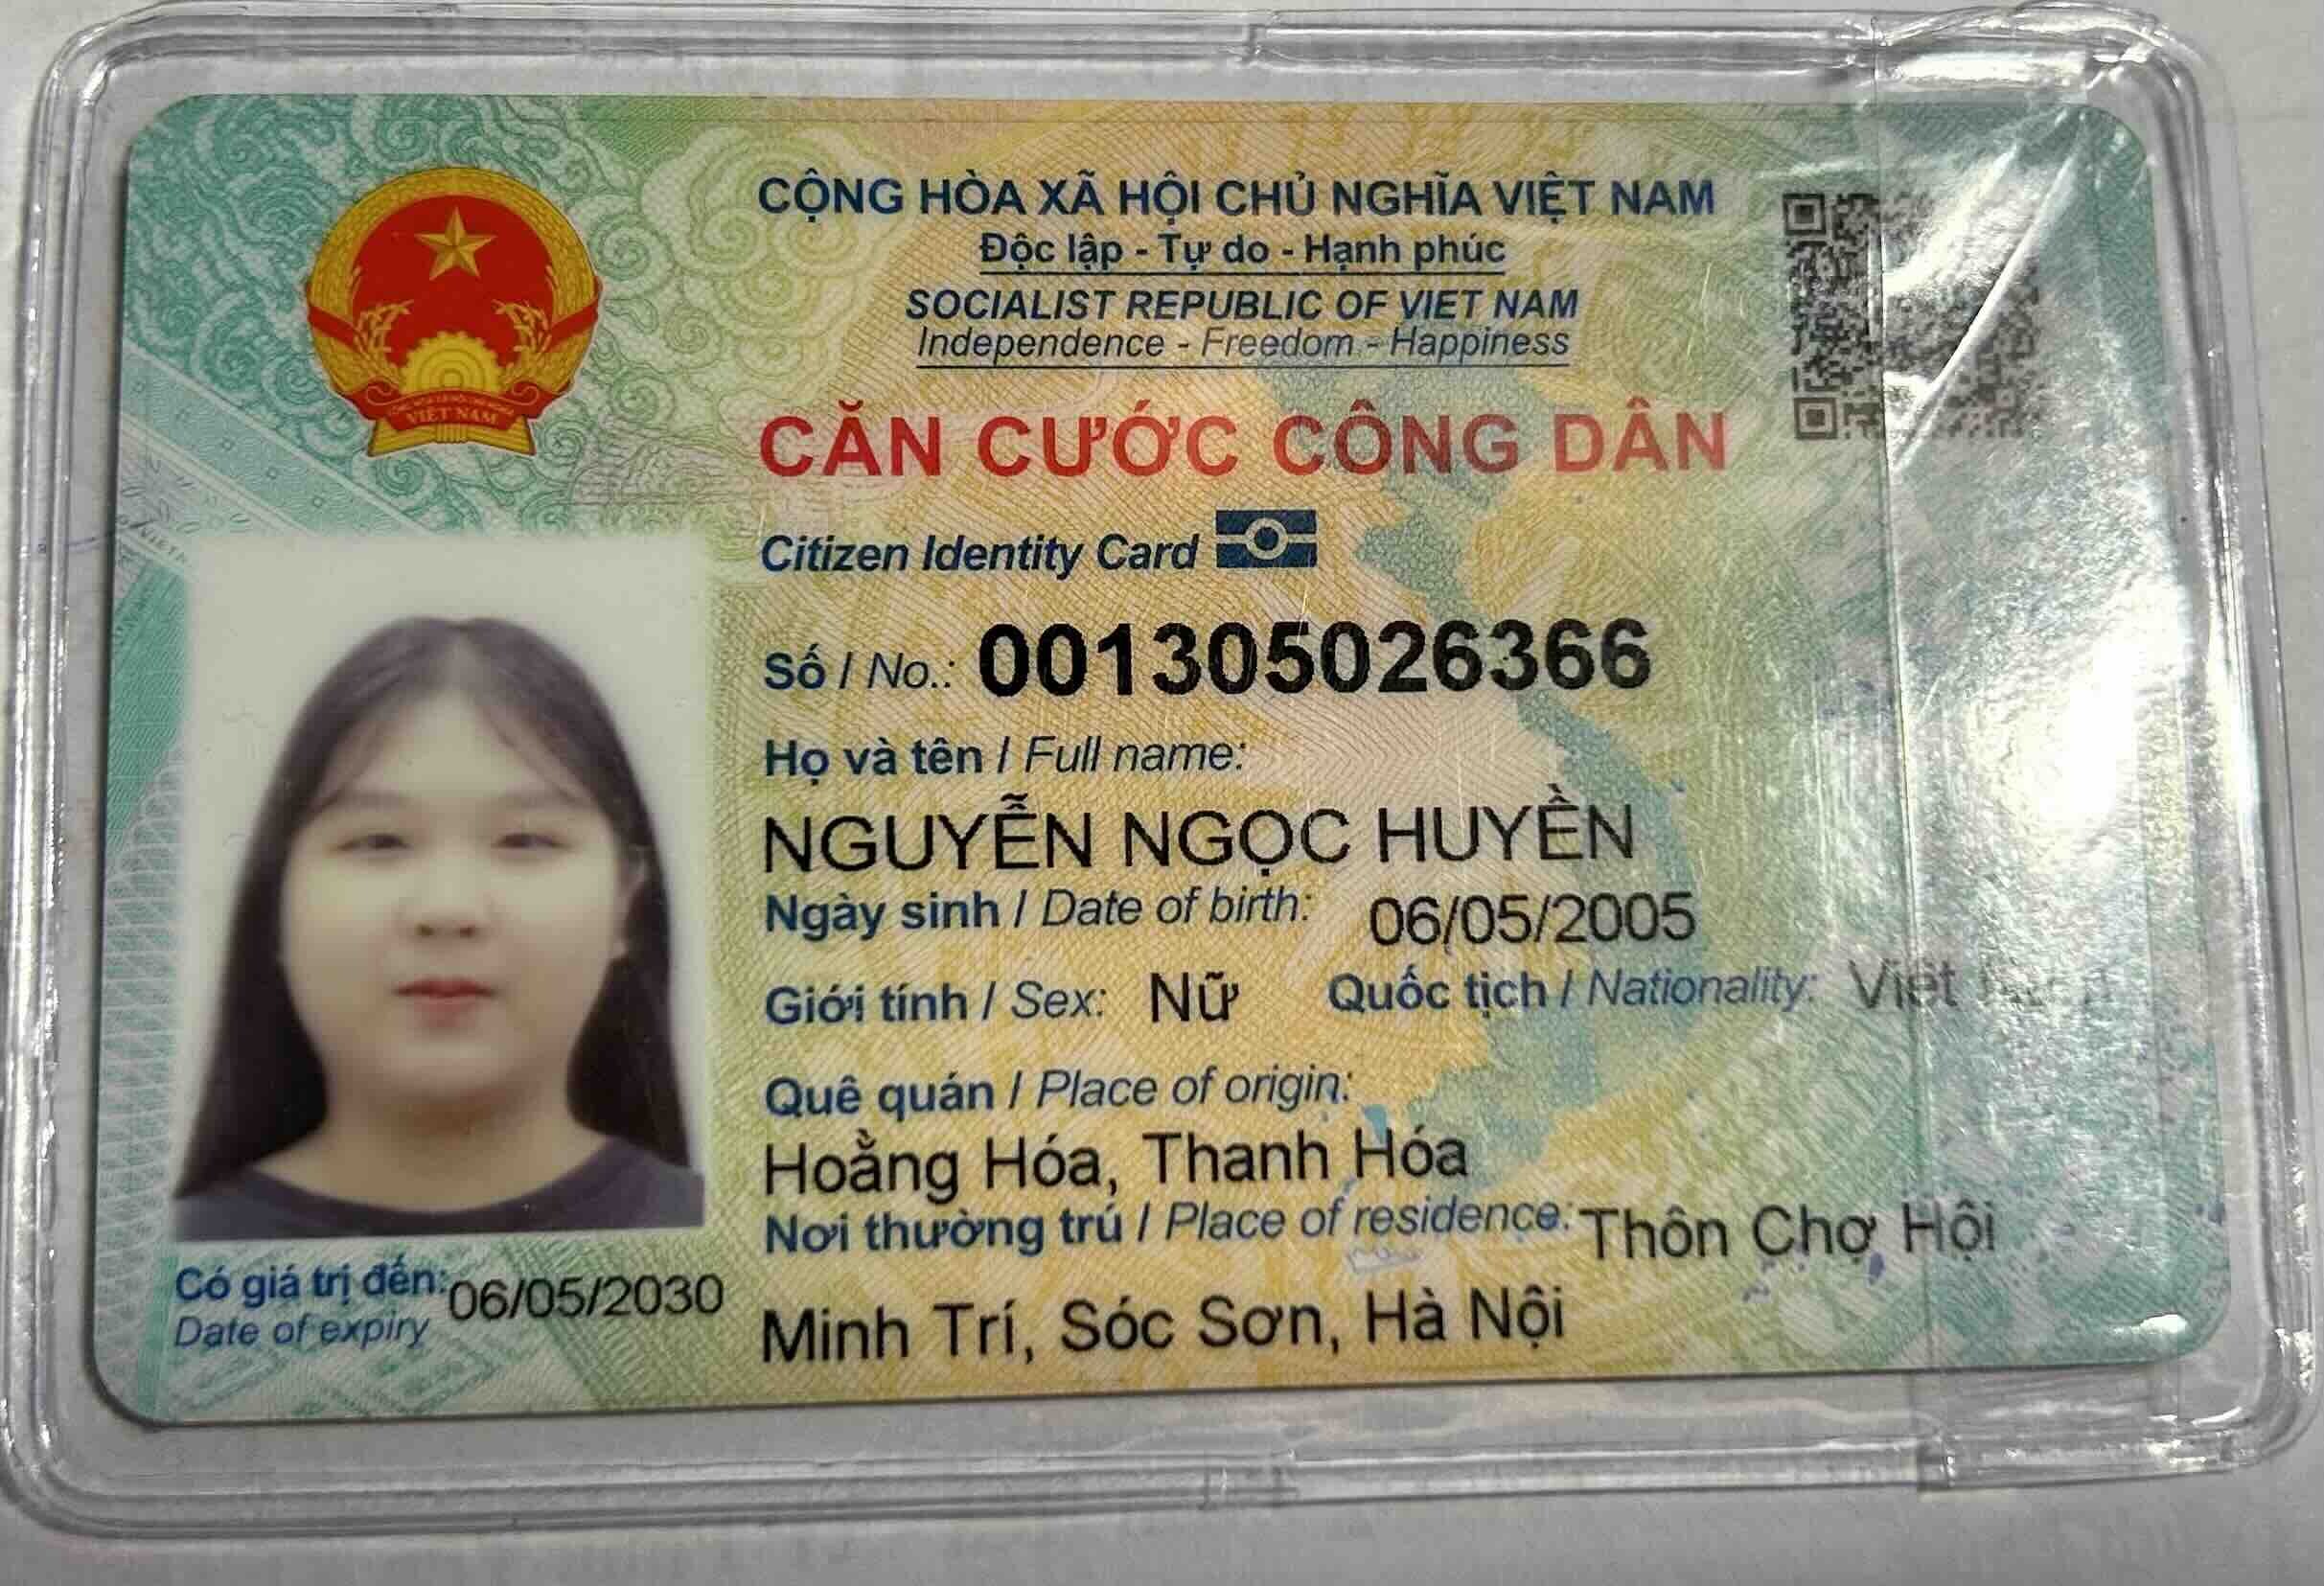 CỘNG HÒA XÃ HỘI CHỦ NGHĨA VIỆT NAM
Độc lập - Tự do - Hạnh phúc
SOCIALIST REPUBLIC OF VIET NAM
Independence - Freedom - Happiness
VIỆT NAM
CĂN CƯỚC CÔNG DÂN
Citizen Identity Card
Số / No.: 001305026366
Họ và tên / Full name:
NGUYỄN NGỌC HUYỀN
Ngày sinh / Date of birth: 06/05/2005
Giới tính / Sex: Nữ Quốc tịch / Nationality: Việt
Quê quán / Place of origin:
Hoằng Hóa, Thanh Hóa
Nơi thường trú / Place of residence: Thôn Chợ Hội
Minh Trí, Sóc Sơn, Hà Nội
Có giá trị đến: 06/05/2030
Date of expiry